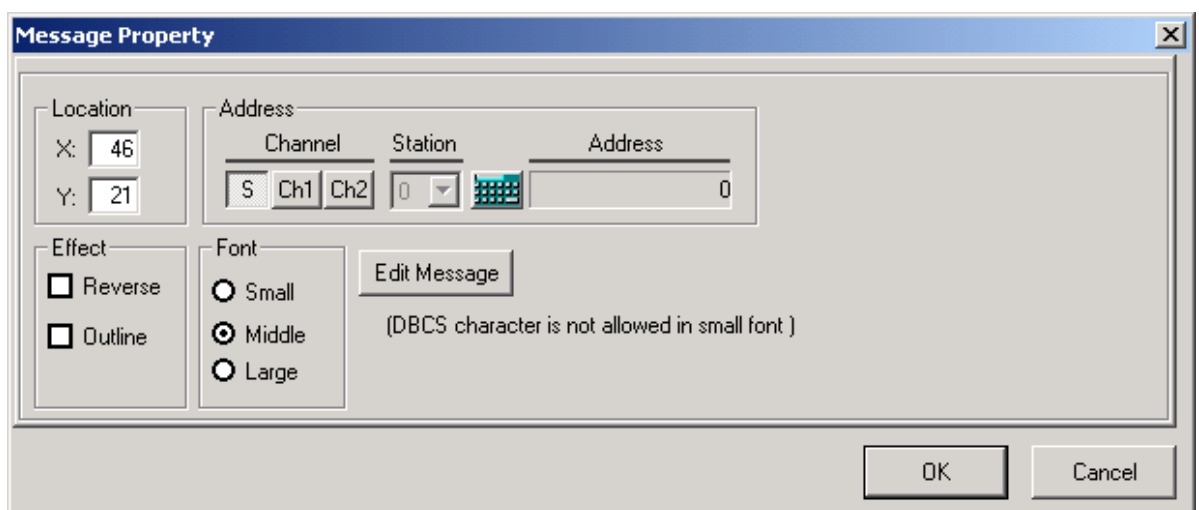 Message Property
Location
X: 46
Y: 21
Address
Channel Station Address
S Ch1 Ch2 0 0
Effect
Reverse
Outline
Font
Small
Middle
Large
Edit Message
(DBCS character is not allowed in small font )
OK Cancel